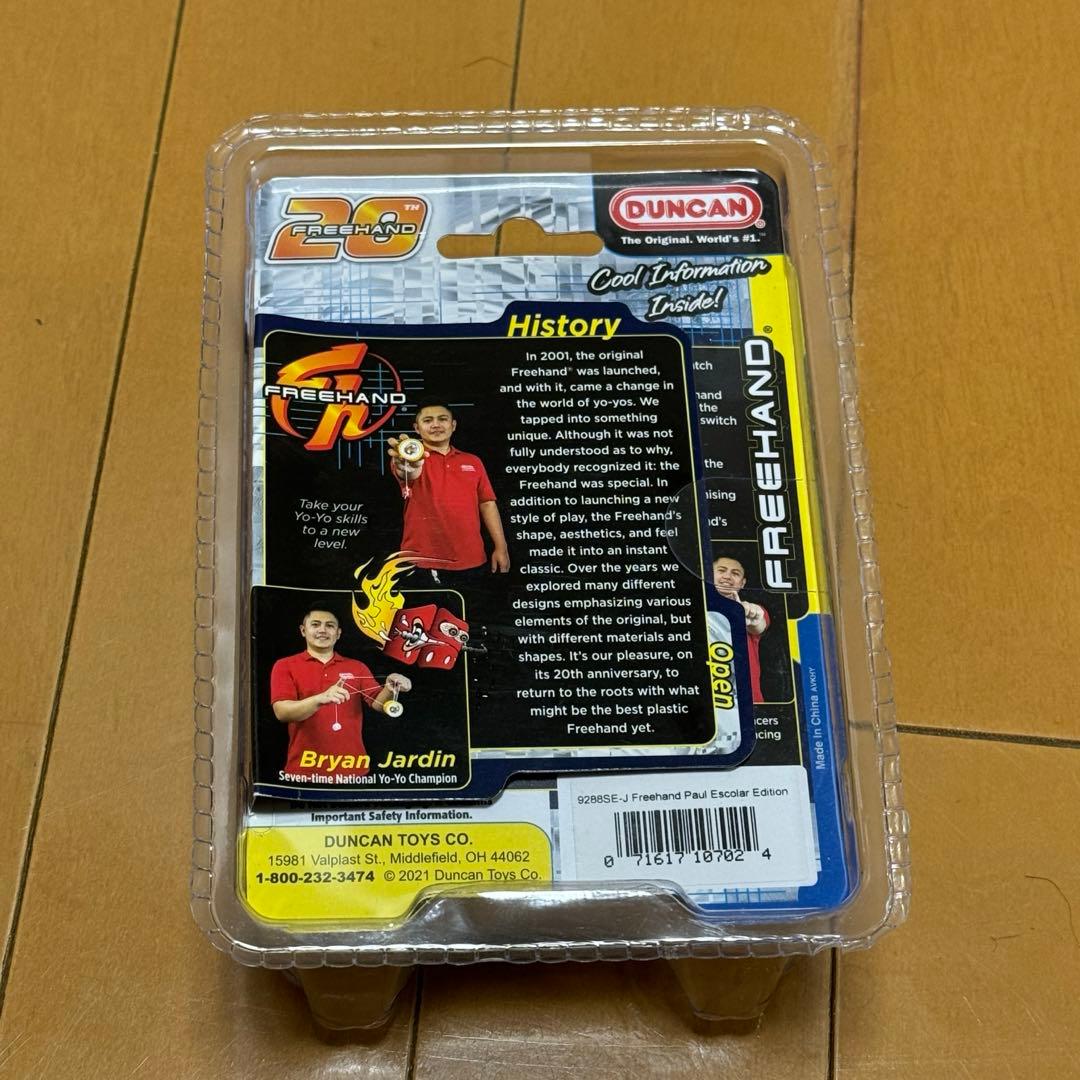 20TH
FREEHAND
DUNCAN®
The Original. World's #1.™
Cool Information
Inside!
History
FREEHAND®
In 2001, the original
Freehand® was launched,
and with it, came a change in
the world of yo-yos. We
tapped into something
unique. Although it was not
fully understood as to why,
everybody recognized it: the
Freehand was special. In
addition to launching a new
style of play, the Freehand's
shape, aesthetics, and feel
made it into an instant
classic. Over the years we
explored many different
designs emphasizing various
elements of the original, but
with different materials and
shapes. It's our pleasure, on
its 20th anniversary, to
return to the roots with what
might be the best plastic
Freehand yet.
Take your
Yo-Yo skills
to a new
level.
Bryan Jardin
Seven-time National Yo-Yo Champion
FREEHAND®
the
switch
the
Open
Made In China AVKHY
Important Safety Information.
DUNCAN TOYS CO.
15981 Valplast St., Middlefield, OH 44062
1-800-232-3474 © 2021 Duncan Toys Co.
9288SE-J Freehand Paul Escolar Edition
0 71617 10702 4